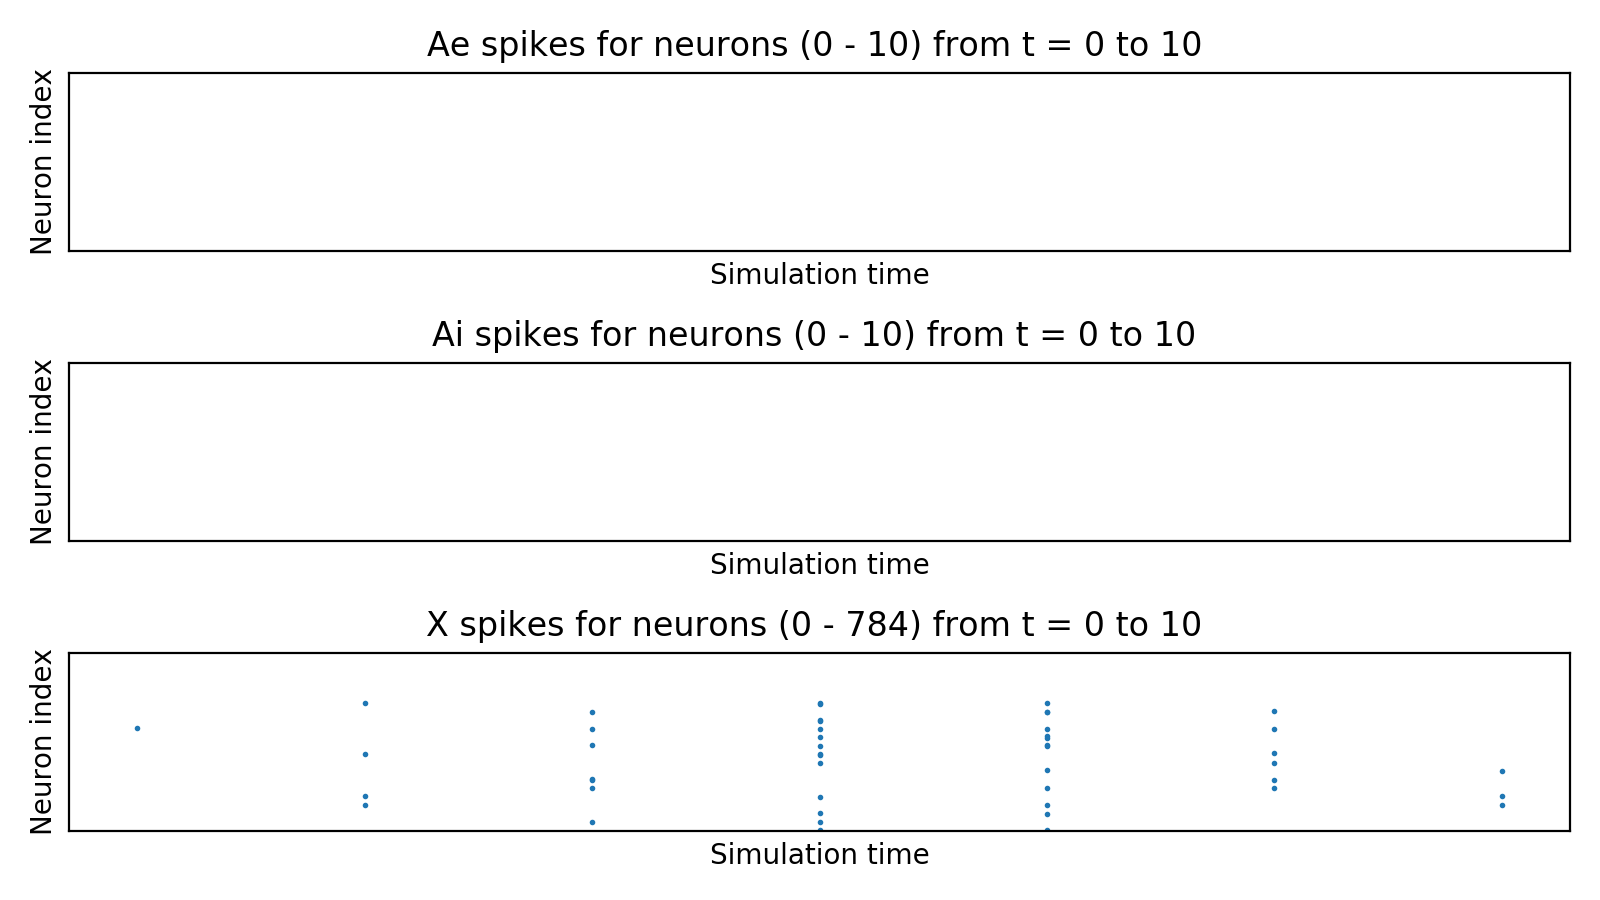 Ae spikes for neurons (0 - 10) from t = 0 to 10
Neuron index
Simulation time
Ai spikes for neurons (0 - 10) from t = 0 to 10
Neuron index
Simulation time
X spikes for neurons (0 - 784) from t = 0 to 10
Neuron index
Simulation time